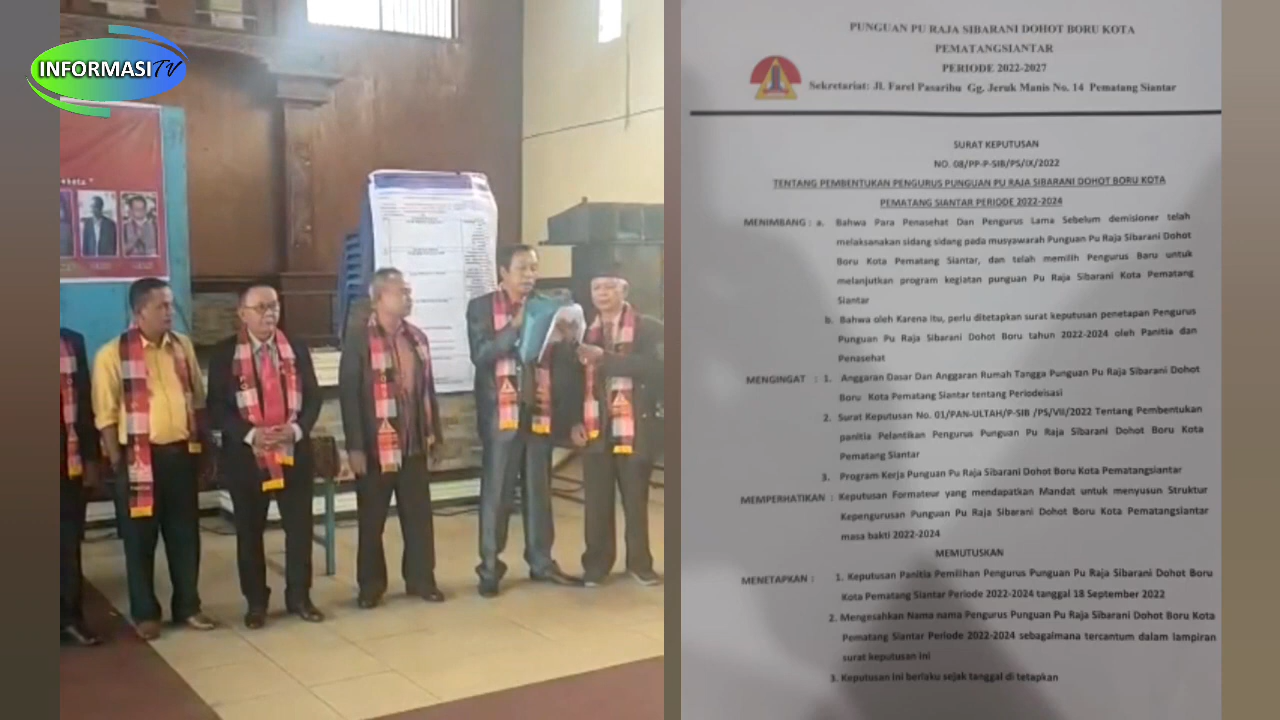 INFORMASI TV
PUNGUAN PU RAJA SIBARANI DOHOT BORU KOTA
PEMATANGSIANTAR
PERIODE 2022-2027
Sekretariat: Jl. Farel Pasaribu Gg. Jeruk Manis No. 14 Pematang Siantar
SURAT KEPUTUSAN
NO. 08/PP-P-SIB/PS/IX/2022
TENTANG PEMBENTUKAN PENGURUS PUNGUAN PU RAJA SIBARANI DOHOT BORU KOTA
PEMATANG SIANTAR PERIODE 2022-2024
MENIMBANG : a. Bahwa Para Penasehat Dan Pengurus Lama Sebelum demisioner telah
melaksanakan sidang sidang pada musyawarah Punguan Pu Raja Sibarani Dohot
Boru Kota Pematang Siantar, dan telah memilih Pengurus Baru untuk
melanjutkan program kegiatan punguan Pu Raja Sibarani Kota Pematang
Siantar
b. Bahwa oleh Karena itu, perlu ditetapkan surat keputusan penetapan Pengurus
Punguan Pu Raja Sibarani Dohot Boru tahun 2022-2024 oleh Panitia dan
Penasehat
MENGINGAT : 1. Anggaran Dasar Dan Anggaran Rumah Tangga Punguan Pu Raja Sibarani Dohot
Boru Kota Pematang Siantar tentang Periodeisasi
2. Surat Keputusan No. 01/PAN-ULTAH/P-SIB /PS/VII/2022 Tentang Pembentukan
panitia Pelantikan Pengurus Punguan Pu Raja Sibarani Dohot Boru Kota
Pematang Siantar
3. Program Kerja Punguan Pu Raja Sibarani Dohot Boru Kota Pematangsiantar
MEMPERHATIKAN : Keputusan Formateur yang mendapatkan Mandat untuk menyusun Struktur
Kepengurusan Punguan Pu Raja Sibarani Dohot Boru Kota Pematangsiantar
masa bakti 2022-2024
MEMUTUSKAN
MENETAPKAN : 1. Keputusan Panitia Pemilihan Pengurus Punguan Pu Raja Sibarani Dohot Boru
Kota Pematang Siantar Periode 2022-2024 tanggal 18 September 2022
2. Mengesahkan Nama nama Pengurus Punguan Pu Raja Sibarani Dohot Boru Kota
Pematang Siantar Periode 2022-2024 sebagaimana tercantum dalam lampiran
surat keputusan ini
3. Keputusan ini berlaku sejak tanggal di tetapkan